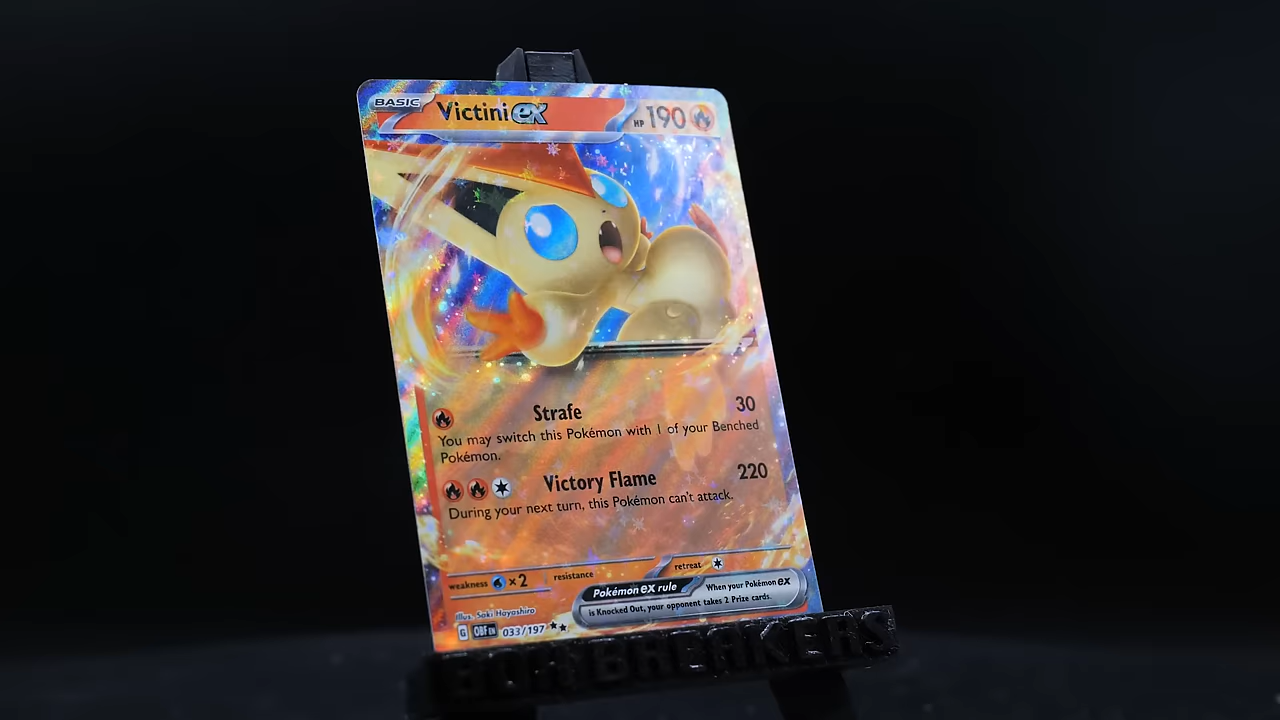 BASIC Victini ex HP 190
Strafe 30
You may switch this Pokémon with 1 of your Benched
Pokémon.
Victory Flame 220
During your next turn, this Pokémon can't attack.
weakness ×2 resistance retreat
Pokémon ex rule When your Pokémon ex
is Knocked Out, your opponent takes 2 Prize cards.
Illus. Saki Hayashiro
G OBF EN 033/197
BREAKERS